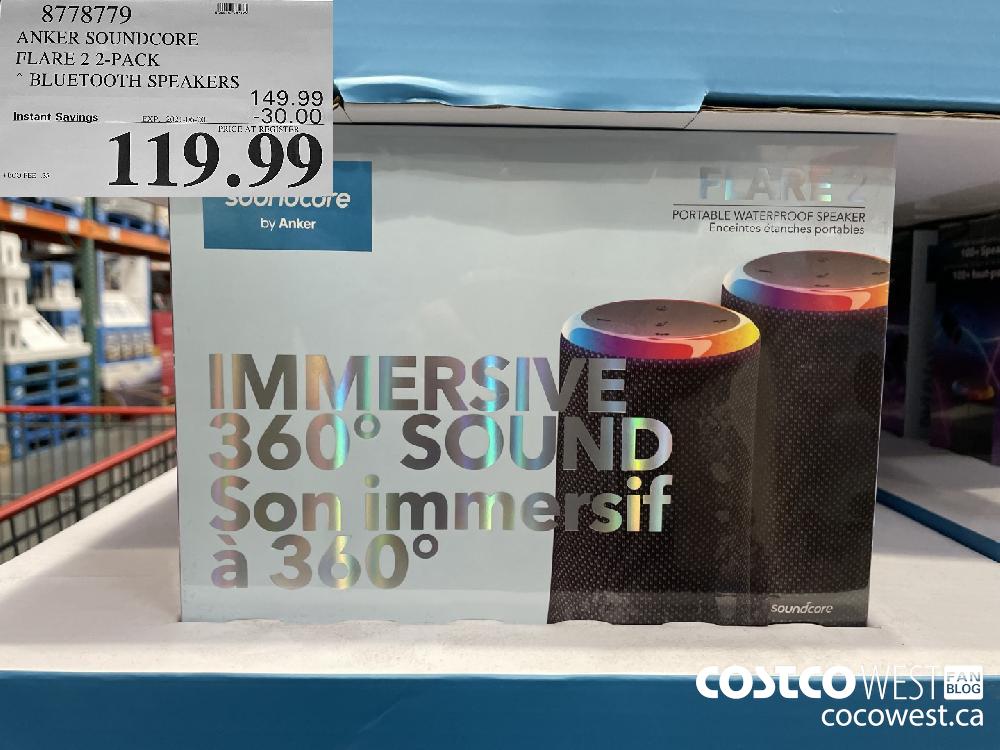 8778779
ANKER SOUNDCORE
FLARE 2 2-PACK
^ BLUETOOTH SPEAKERS
149.99
Instant Savings
-30.00
PRICE AT REGISTER
119.99
soundcore
by Anker
FLARE 2
PORTABLE WATERPROOF SPEAKER
Enceintes étanches portables
IMMERSIVE
360° SOUND
Son immersif
à 360°
soundcore
COSTCO WEST FAN BLOG
cocowest.ca